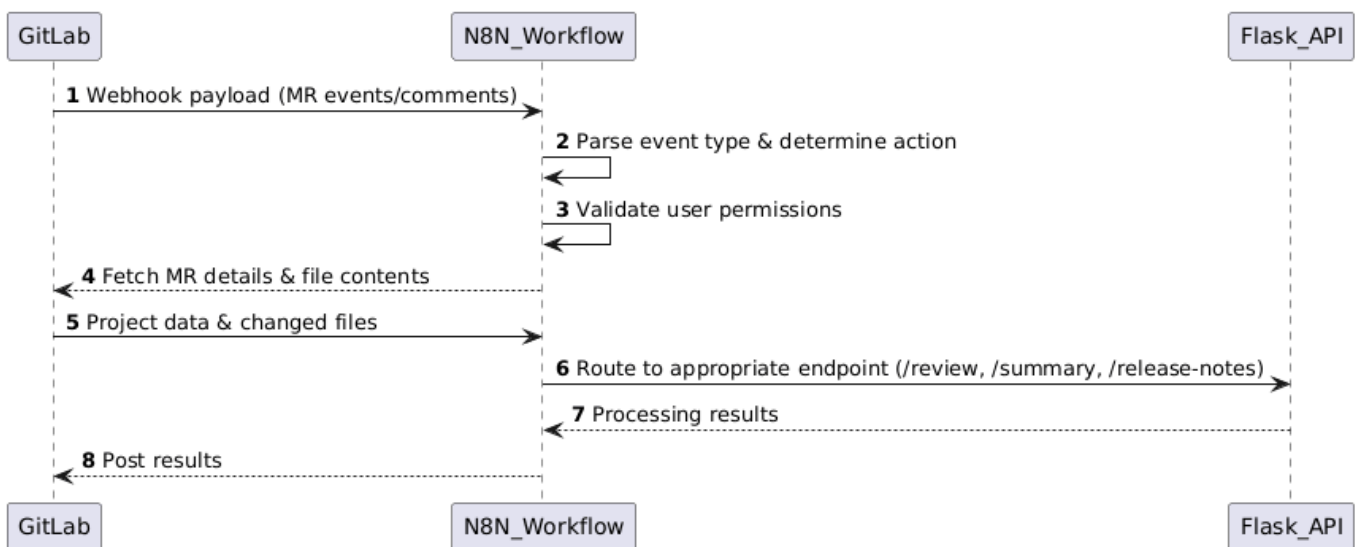 GitLab
N8N_Workflow
Flask_API
1 Webhook payload (MR events/comments)
2 Parse event type & determine action
3 Validate user permissions
4 Fetch MR details & file contents
5 Project data & changed files
6 Route to appropriate endpoint (/review, /summary, /release-notes)
7 Processing results
8 Post results
GitLab
N8N_Workflow
Flask_API